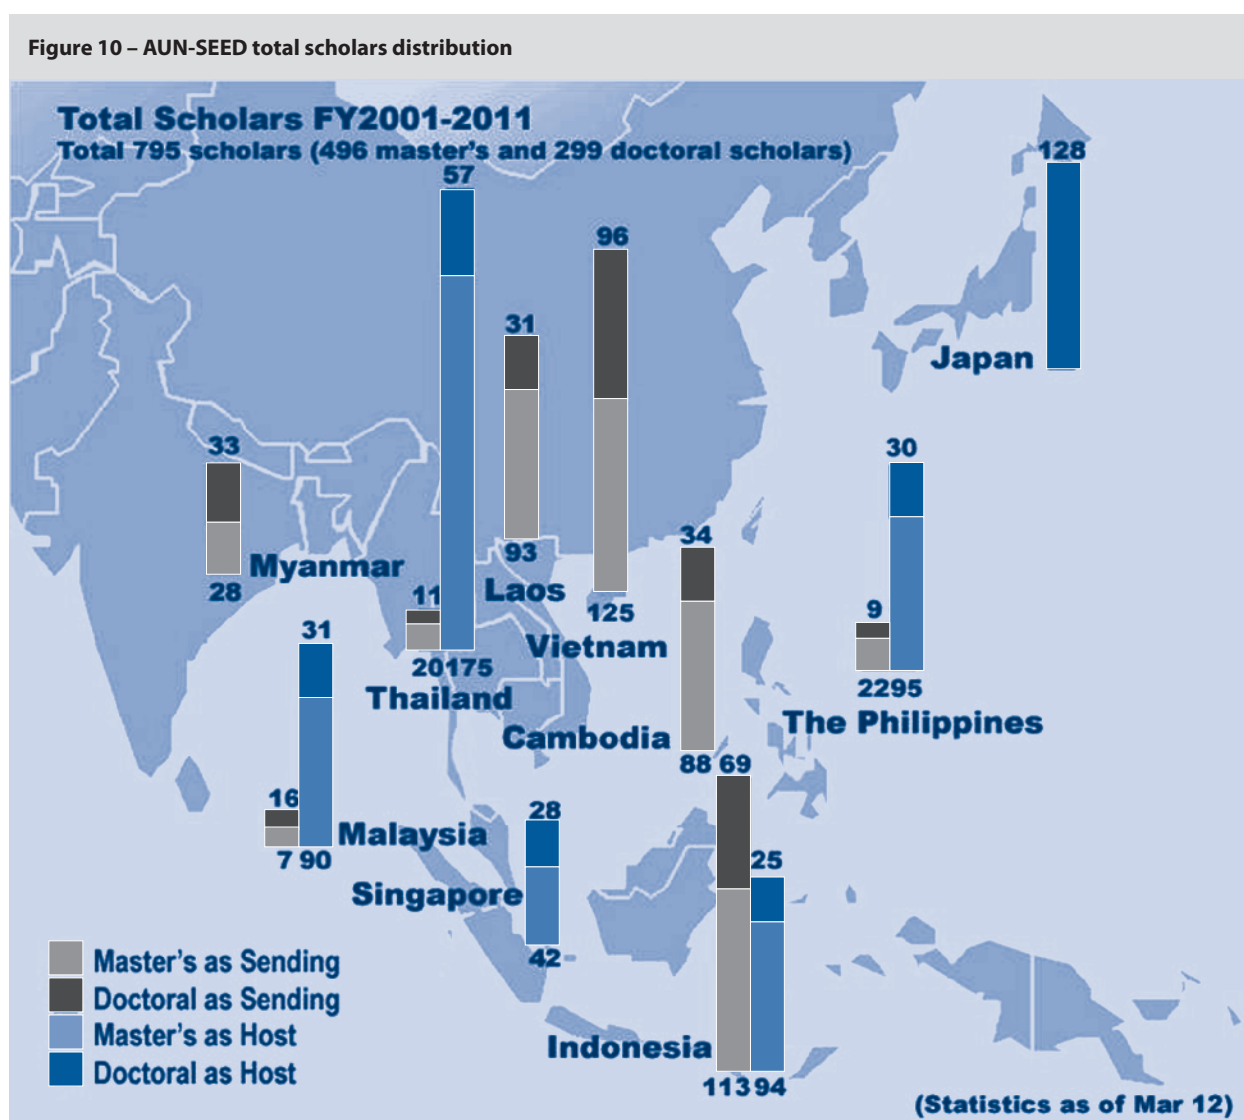 Figure 10 – AUN-SEED total scholars distribution
Total Scholars FY2001-2011
Total 795 scholars (496 master's and 299 doctoral scholars)
128
57
96
31
Japan
33
30
93
34
Myanmar
28
11
Laos
125
9
31
Vietnam
20175
2295
Thailand
The Philippines
Cambodia
88 69
16
28
Malaysia
7 90
25
Singapore
42
Master's as Sending
Doctoral as Sending
Master's as Host
Doctoral as Host
Indonesia
113 94
(Statistics as of Mar 12)